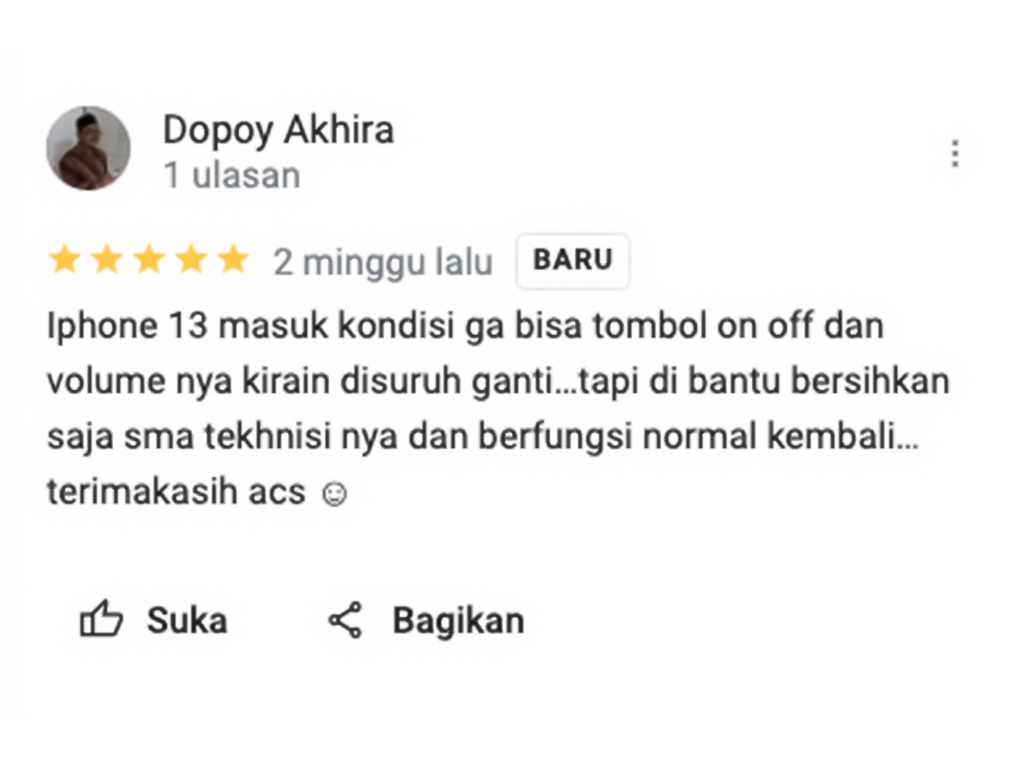 Dopoy Akhira
1 ulasan
2 minggu lalu BARU
Iphone 13 masuk kondisi ga bisa tombol on off dan
volume nya kirain disuruh ganti...tapi di bantu bersihkan
saja sma tekhnisi nya dan berfungsi normal kembali...
terimakasih acs ☺
Suka Bagikan